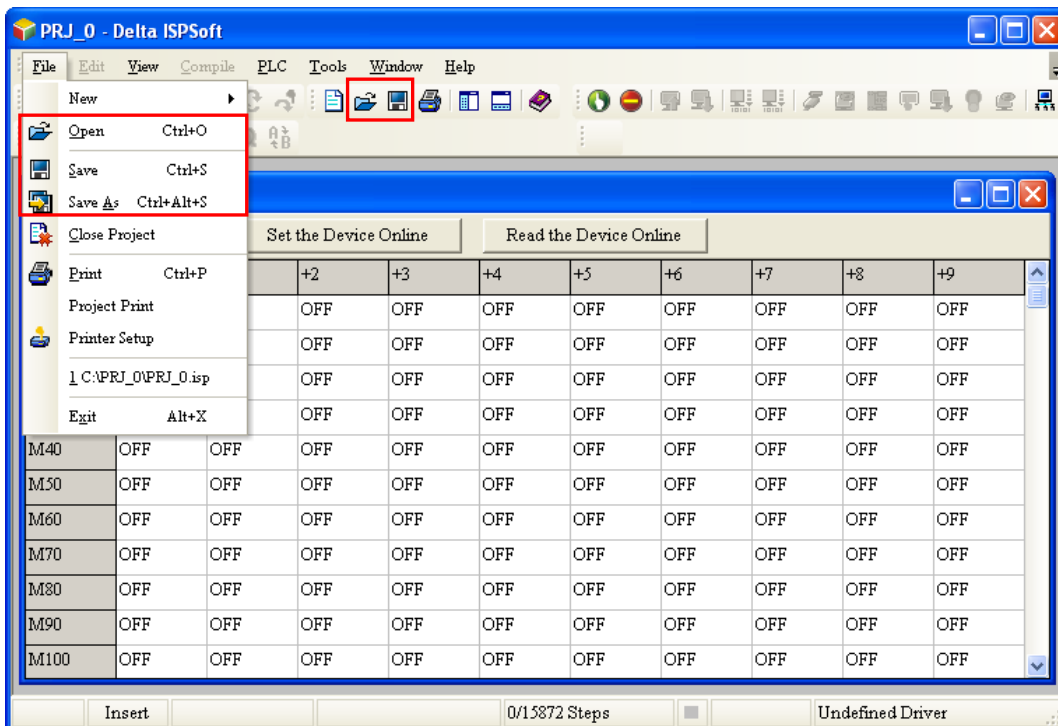 PRJ_0 - Delta ISPSoft
File Edit View Compile PLC Tools Window Help
New
Open Ctrl+O
Save Ctrl+S
Save As Ctrl+Alt+S
Close Project
Print Ctrl+P
Project Print
Printer Setup
1 C:\PRJ_0\PRJ_0.isp
Exit Alt+X
Set the Device Online Read the Device Online
+2 +3 +4 +5 +6 +7 +8 +9
OFF OFF OFF OFF OFF OFF OFF OFF
OFF OFF OFF OFF OFF OFF OFF OFF
OFF OFF OFF OFF OFF OFF OFF OFF
OFF OFF OFF OFF OFF OFF OFF OFF
M40 OFF OFF OFF OFF OFF OFF OFF OFF OFF OFF
M50 OFF OFF OFF OFF OFF OFF OFF OFF OFF OFF
M60 OFF OFF OFF OFF OFF OFF OFF OFF OFF OFF
M70 OFF OFF OFF OFF OFF OFF OFF OFF OFF OFF
M80 OFF OFF OFF OFF OFF OFF OFF OFF OFF OFF
M90 OFF OFF OFF OFF OFF OFF OFF OFF OFF OFF
M100 OFF OFF OFF OFF OFF OFF OFF OFF OFF OFF
Insert 0/15872 Steps Undefined Driver